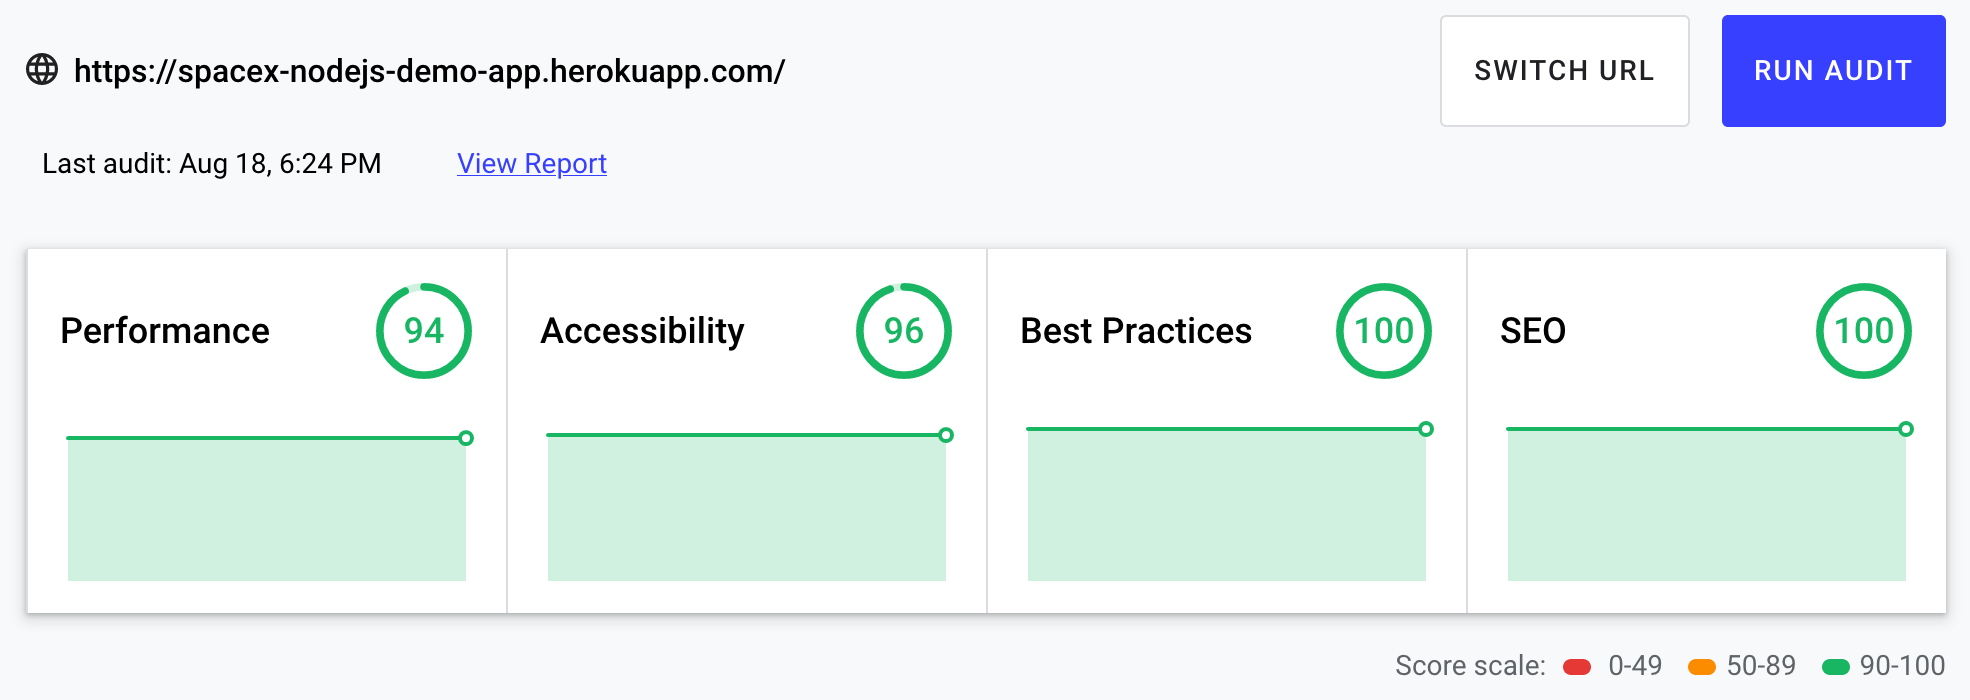 https://spacex-nodejs-demo-app.herokuapp.com/
SWITCH URL
RUN AUDIT
Last audit: Aug 18, 6:24 PM
View Report
Performance
94
Accessibility
96
Best Practices
100
SEO
100
Score scale: 0-49 50-89 90-100